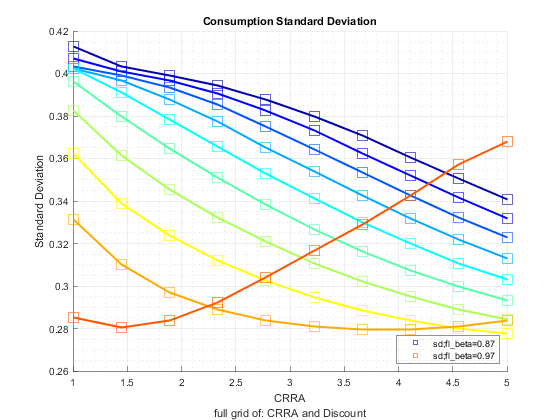 Consumption Standard Deviation
0.42
0.4
0.38
0.36
0.34
0.32
0.3
0.28
0.26
Standard Deviation
sd;fl_beta=0.87
sd;fl_beta=0.97
1 1.5 2 2.5 3 3.5 4 4.5 5
CRRA
full grid of: CRRA and Discount